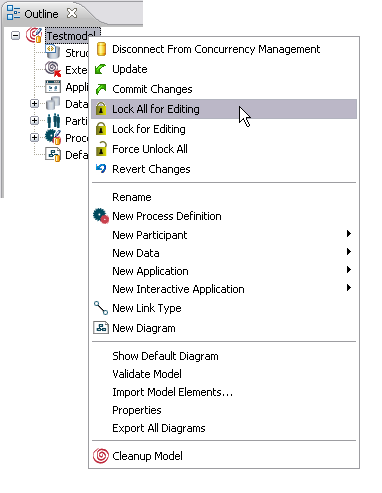 Outline
Testmodel
Disconnect From Concurrency Management
Struc
Update
Exte
Commit Changes
Appli
Lock All for Editing
Data
Lock for Editing
Parti
Force Unlock All
Proce
Revert Changes
Defa
Rename
New Process Definition
New Participant
New Data
New Application
New Interactive Application
New Link Type
New Diagram
Show Default Diagram
Validate Model
Import Model Elements...
Properties
Export All Diagrams
Cleanup Model